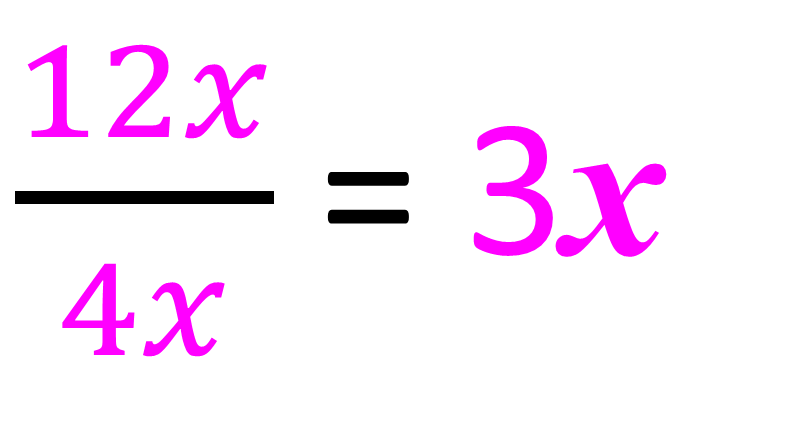 12x
4x
= 3x